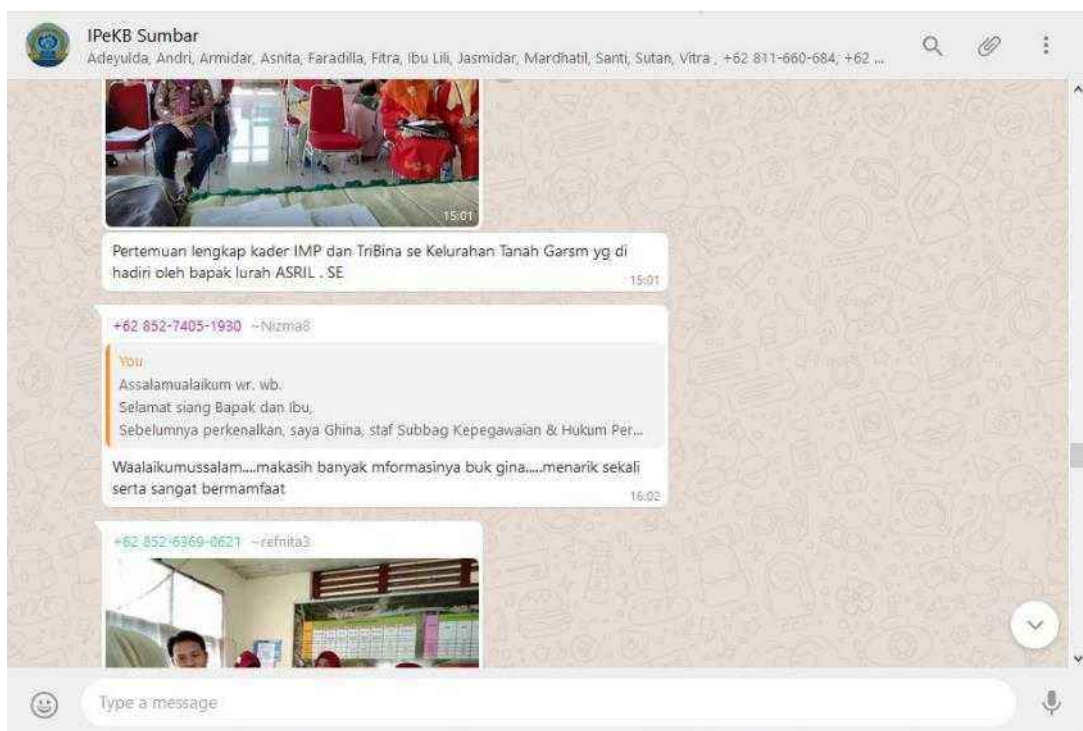 IPeKB Sumbar
Adeyulda, Andri, Armidar, Asnita, Faradilla, Fitra, Ibu Lili, Jasmidar, Mardhatil, Santi, Sutan, Vitra , +62 811-660-684, +62 ...
15:01
Pertemuan lengkap kader IMP dan TriBina se Kelurahan Tanah Garsm yg di
hadiri oleh bapak lurah ASRIL . SE
15:01
+62 852-7405-1930 ~Nizma8
You
Assalamualaikum wr. wb.
Selamat siang Bapak dan Ibu,
Sebelumnya perkenalkan, saya Ghina, staf Subbag Kepegawaian & Hukum Per...
Waalaikumussalam....makasih banyak mformasinya buk gina.....menarik sekali
serta sangat bermamfaat
16:02
+62 852-6369-0621 ~refnita3
Type a message